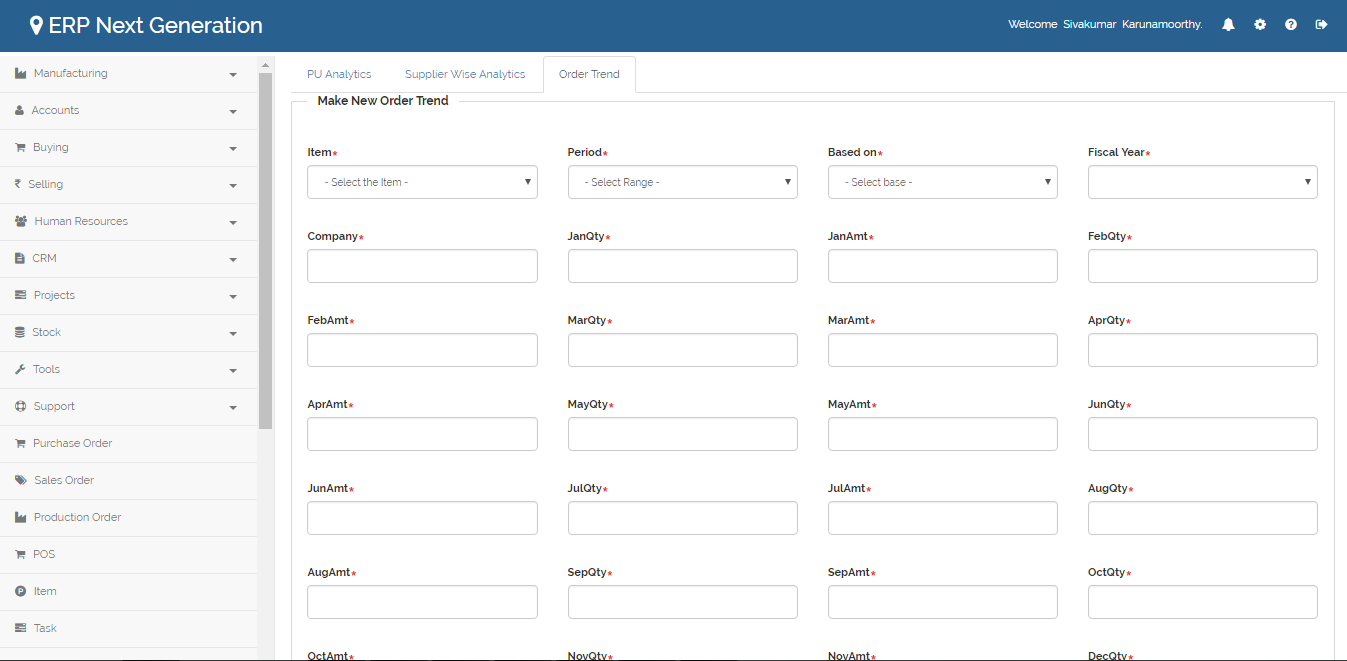 ERP Next Generation
Welcome Sivakumar Karunamoorthy.
Manufacturing
Accounts
Buying
Selling
Human Resources
CRM
Projects
Stock
Tools
Support
Purchase Order
Sales Order
Production Order
POS
Item
Task
PU Analytics Supplier Wise Analytics Order Trend
Make New Order Trend
Item* Period* Based on* Fiscal Year*
- Select the Item - - Select Range - - Select base -
Company* JanQty* JanAmt* FebQty*
FebAmt* MarQty* MarAmt* AprQty*
AprAmt* MayQty* MayAmt* JunQty*
JunAmt* JulQty* JulAmt* AugQty*
AugAmt* SepQty* SepAmt* OctQty*
OctAmt* NovQty* NovAmt* DecQty*